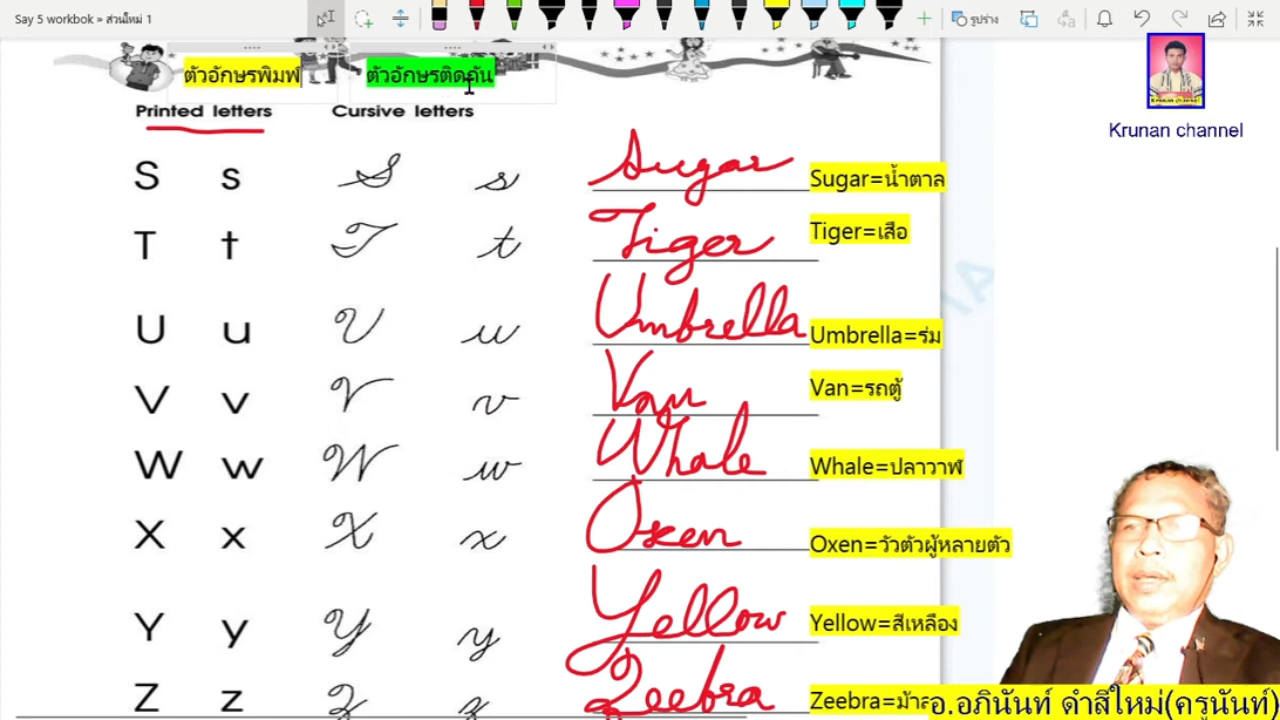 Say 5 workbok » ส่วนใหม่ 1
รูปร่าง
ตัวอักษรพิมพ์ ตัวอักษรติดกัน
Printed letters Cursive letters
Krunan channel
S s S s Sugar Sugar=น้ำตาล
T t T t Tiger Tiger=เสือ
U u U u Umbrella Umbrella=ร่ม
V v V v Van Van=รถตู้
W w W w Whale Whale=ปลาวาฬ
X x X x Oxen Oxen=วัวตัวผู้หลายตัว
Y y Y y Yellow Yellow=สีเหลือง
Z z Z z Zeebra Zeebra=ม้า
อ.อภินันท์ ดำสีใหม่(ครูนันท์)